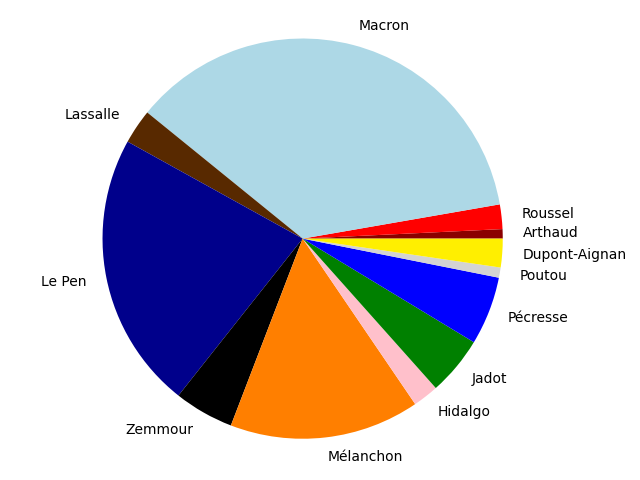 Macron
Lassalle
Roussel
Arthaud
Dupont-Aignan
Poutou
Le Pen
Pécresse
Jadot
Hidalgo
Zemmour
Mélanchon